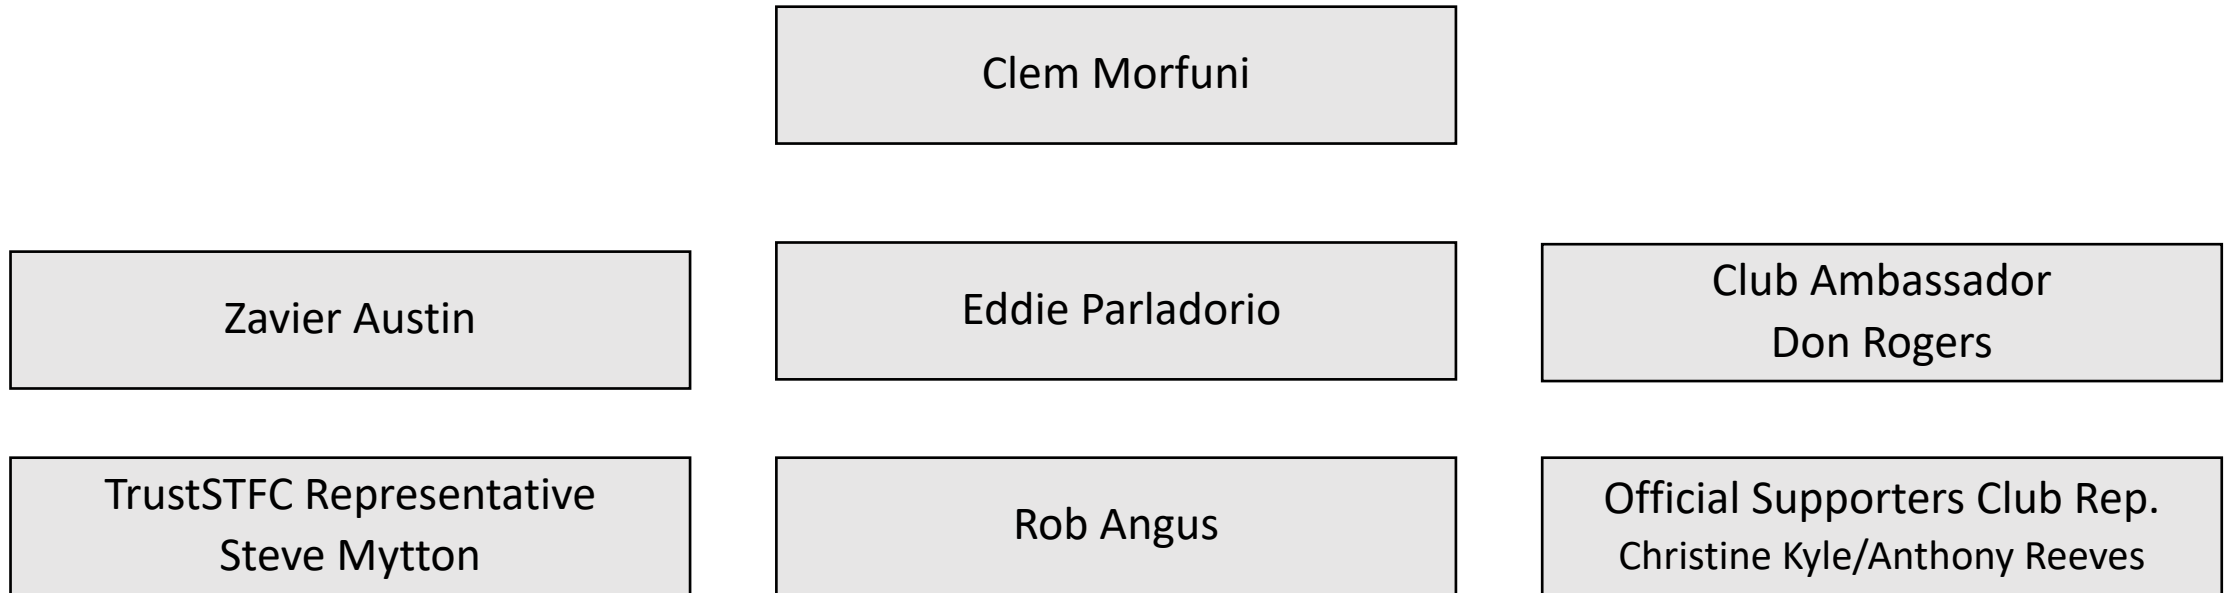 Clem Morfuni
Zavier Austin
Eddie Parladorio
Club Ambassador
Don Rogers
TrustSTFC Representative
Steve Mytton
Rob Angus
Official Supporters Club Rep.
Christine Kyle/Anthony Reeves